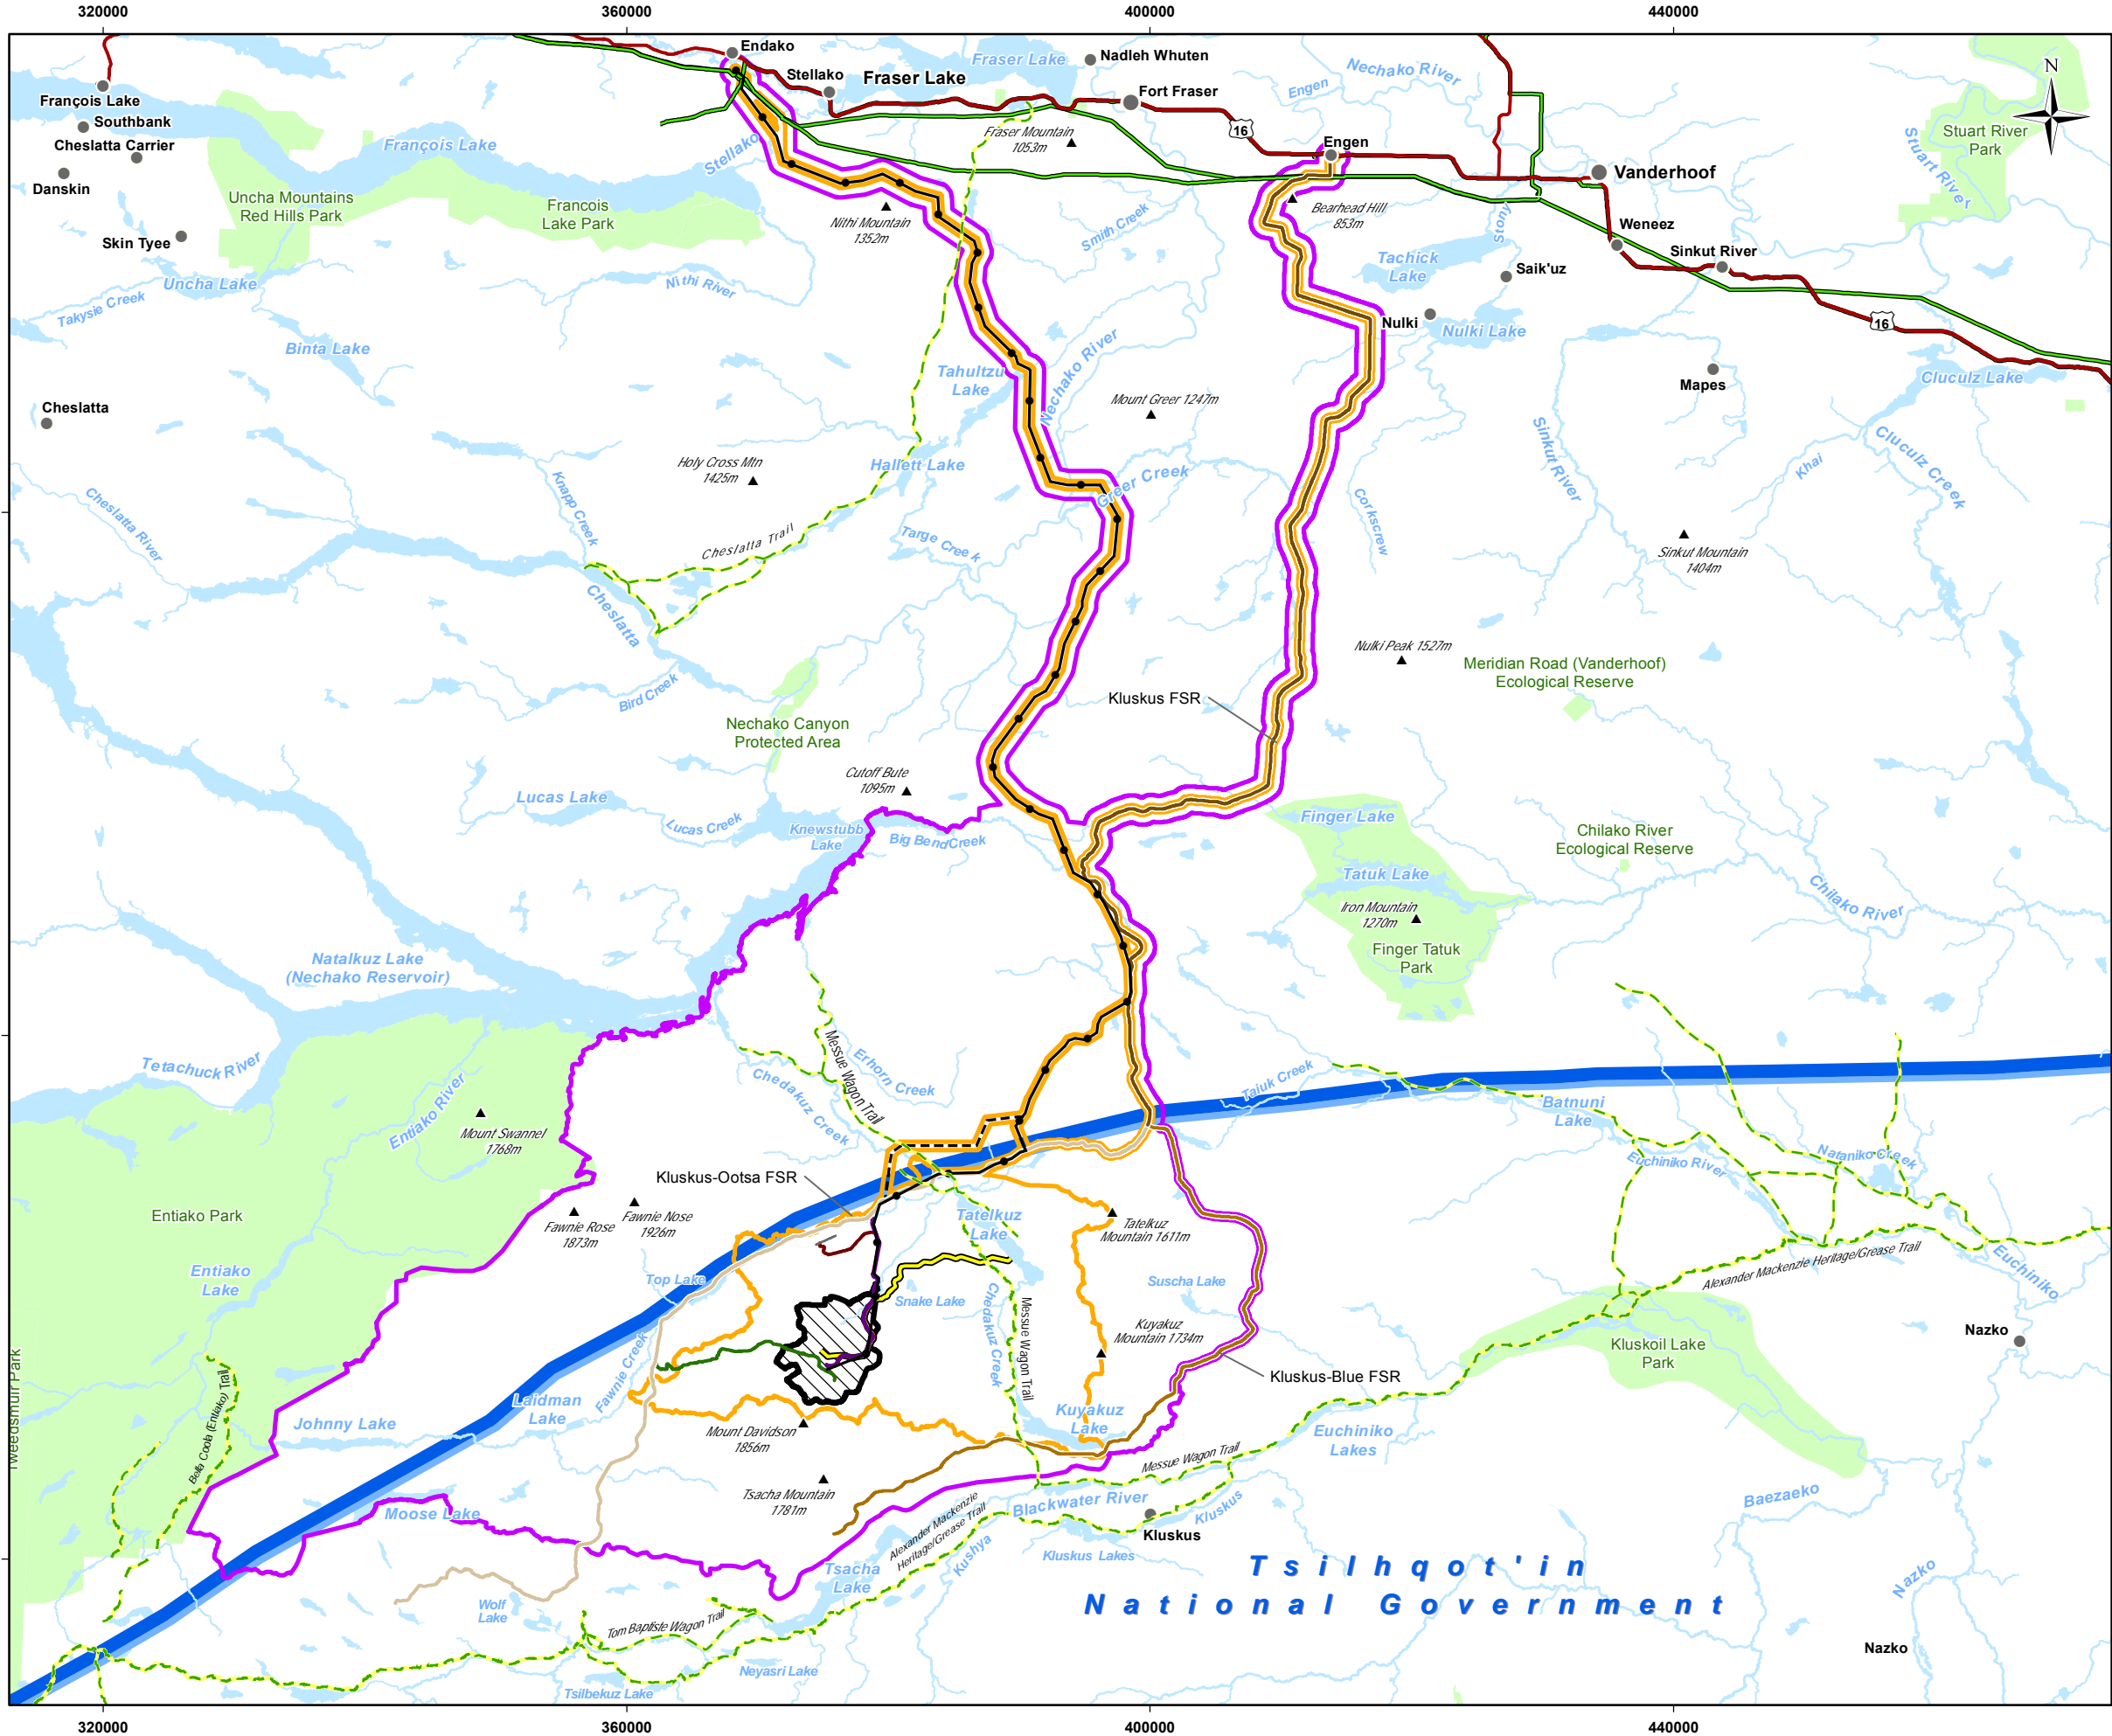 320000
360000
400000
440000
Endako
Nadleh Whuten
Fraser Lake
Stellako
Fraser Lake
Nechako River
Engen
François Lake
Fort Fraser
Southbank
16
Stuart River
Park
Stuart River
Fraser Mountain
1053m
Cheslatta Carrier
François Lake
Stellako
Engen
Danskin
Vanderhoof
Uncha Mountains
Red Hills Park
Francois
Lake Park
Nithi Mountain
1352m
Smith Creek
Bearhead Hill
853m
Stony
Weneez
Skin Tyee
Sinkut River
Tachick
Lake
Saik'uz
Uncha Lake
Nithi River
Takysie Creek
Nulki
Nulki Lake
16
Binta Lake
Nechako River
Tahultzu
Lake
Mapes
Cluculz Lake
Cheslatta
Mount Greer 1247m
Sinkut River
Cluculz Creek
Holy Cross Mtn
1425m
Hallett Lake
Khai
Knapp Creek
Greer Creek
Cheslatta River
Corkscrew
Cheslatta Trail
Targe Creek
Sinkut Mountain
1404m
Cheslatta
Nulki Peak 1527m
Meridian Road (Vanderhoof)
Ecological Reserve
Bird Creek
Kluskus FSR
Nechako Canyon
Protected Area
Cutoff Bute
1095m
Lucas Lake
Finger Lake
Lucas Creek
Knewstubb
Lake
Big Bend Creek
Chilako River
Ecological Reserve
Tatuk Lake
Chilako River
Iron Mountain
1270m
Finger Tatuk
Park
Natalkuz Lake
(Nechako Reservoir)
Messue Wagon Trail
Erhorn Creek
Tetachuck River
Chedakuz Creek
Taiuk Creek
Entiako River
Batnuni
Lake
Mount Swannel
1768m
Nataniko Creek
Euchiniko River
Kluskus-Ootsa FSR
Entiako Park
Fawnie Rose
1873m
Fawnie Nose
1926m
Tatelkuz
Lake
Tatelkuz
Mountain 1611m
Alexander Mackenzie Heritage/Grease Trail
Euchiniko
Entiako
Lake
Top Lake
Suscha Lake
Snake Lake
Chedakuz Creek
Messue Wagon Trail
Kuyakuz
Mountain 1734m
Nazko
Kluskoil Lake
Park
Tweedsmuir Park
Fawnie Creek
Kluskus-Blue FSR
Bella Coola (Entiako) Trail
Laidman
Lake
Johnny Lake
Mount Davidson
1856m
Kuyakuz
Lake
Euchiniko
Lakes
Messue Wagon Trail
Tsacha Mountain
1781m
Baezaeko
Moose Lake
Blackwater River
Alexander Mackenzie
Heritage/Grease Trail
Kluskus
Kluskus
Kushya
Kluskus Lakes
Tsacha
Lake
Tsilhqot'in
National Government
Nazko
Wolf
Lake
Tom Baptiste Wagon Trail
Nazko
Neyasri Lake
Tsilbekuz Lake
N
320000
360000
400000
440000